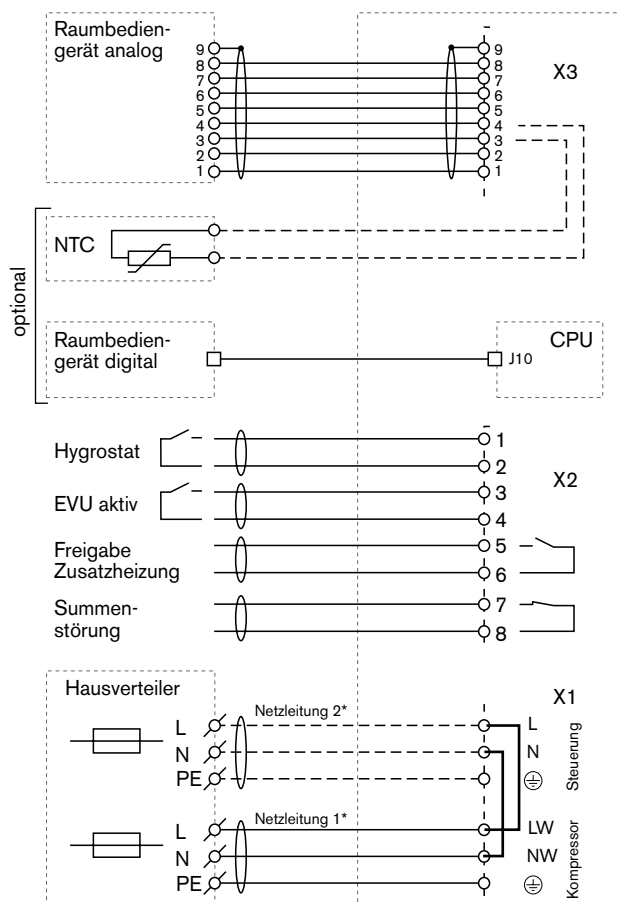 Raumbedien-
gerät analog
9
8
7
6
5
4
3
2
1
9
8
7
6
5
4
3
2
1
X3
optional
NTC
Raumbedien-
gerät digital
J10
CPU
Hygrostat
EVU aktiv
Freigabe
Zusatzheizung
Summen-
störung
1
2
3
4
5
6
7
8
X2
Hausverteiler
X1
L
N
PE
Netzleitung 2*
L
N
Steuerung
L
N
PE
Netzleitung 1*
LW
NW
Kompressor